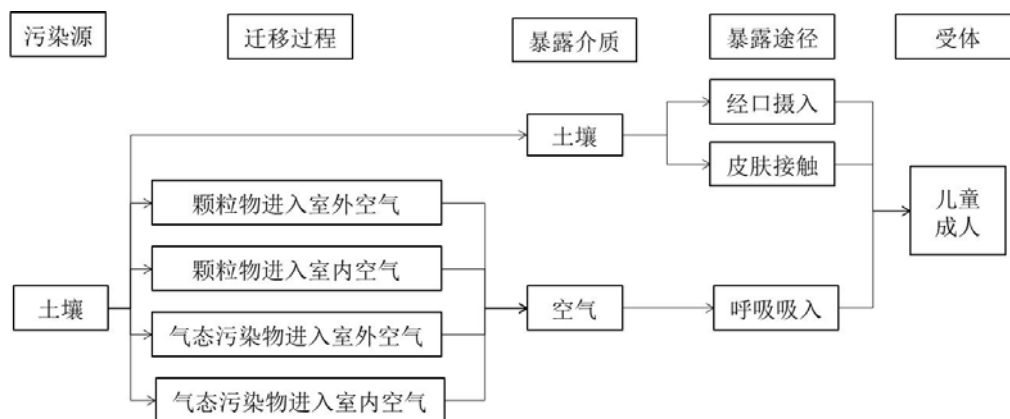 污染源
迁移过程
暴露介质
暴露途径
受体
经口摄入
土壤
皮肤接触
颗粒物进入室外空气
儿童
成人
颗粒物进入室内空气
土壤
空气
呼吸吸入
气态污染物进入室外空气
气态污染物进入室内空气